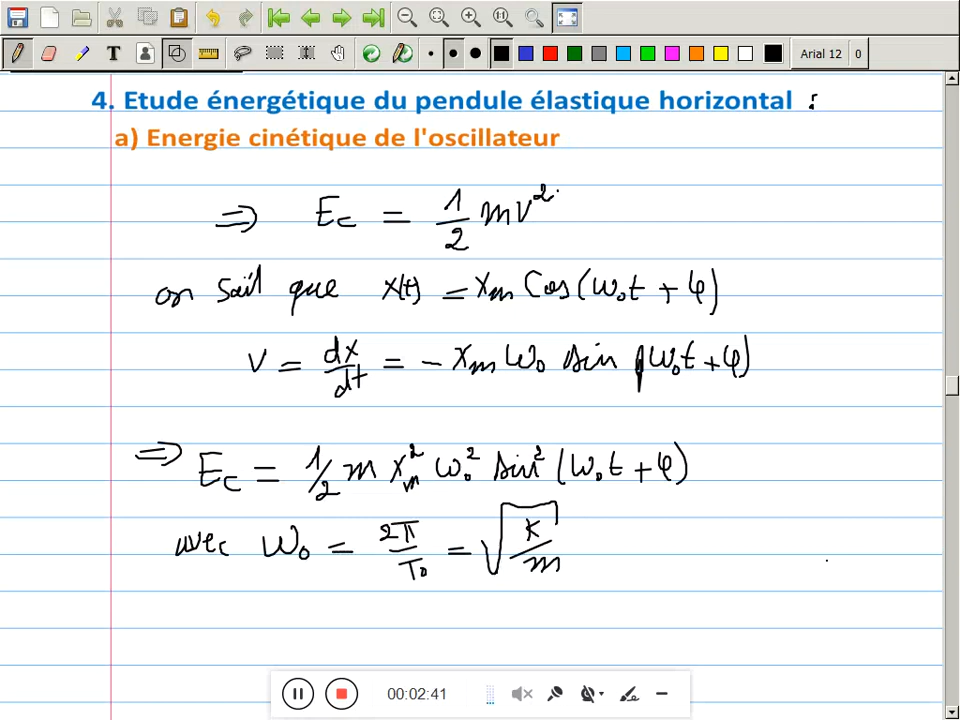 Arial 12 0
4. Etude énergétique du pendule élastique horizontal :
a) Energie cinétique de l'oscillateur
⇒ Ec = 1/2 mv²
on sait que x(t) = xm Cos(ω₀t + φ)
v = dx/dt = - xm ω₀ sin (ω₀t + φ)
⇒ Ec = 1/2 m xm² ω₀² sin² (ω₀t + φ)
avec ω₀ = 2π/T₀ = √(K/m)
00:02:41